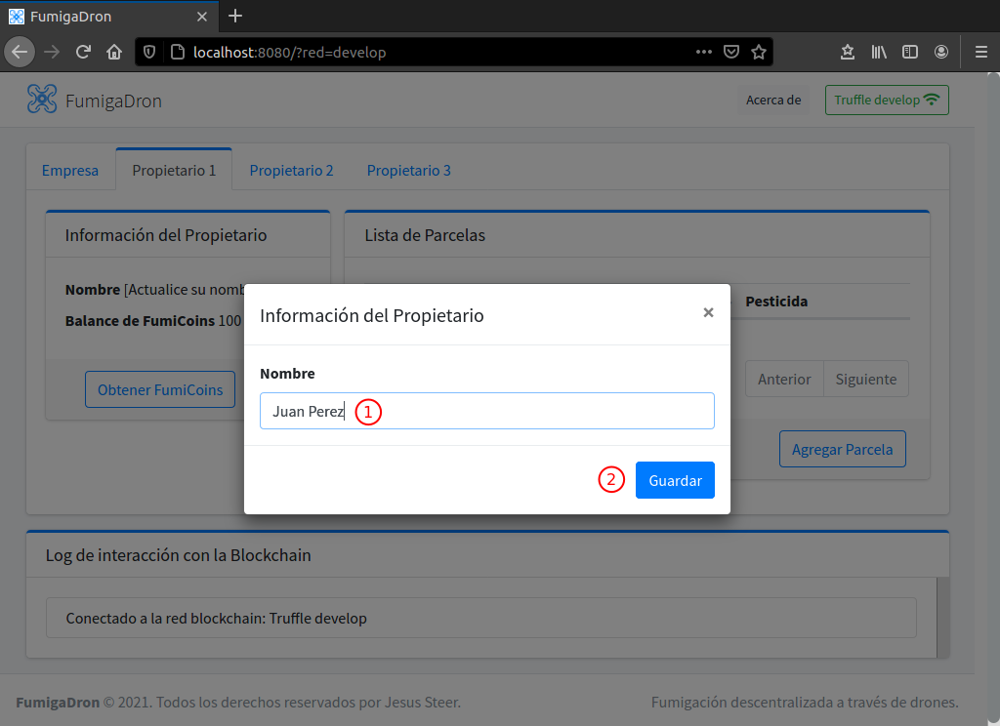 FumigaDron
localhost:8080/?red=develop
FumigaDron
Acerca de
Truffle develop
Empresa
Propietario 1
Propietario 2
Propietario 3
Información del Propietario
Lista de Parcelas
Nombre [Actualice su nomb
Balance de FumiCoins 100
Pesticida
Obtener FumiCoins
Anterior
Siguiente
Agregar Parcela
Información del Propietario
×
Nombre
Juan Perez
1
2
Guardar
Log de interacción con la Blockchain
Conectado a la red blockchain: Truffle develop
FumigaDron © 2021. Todos los derechos reservados por Jesus Steer.
Fumigación descentralizada a través de drones.